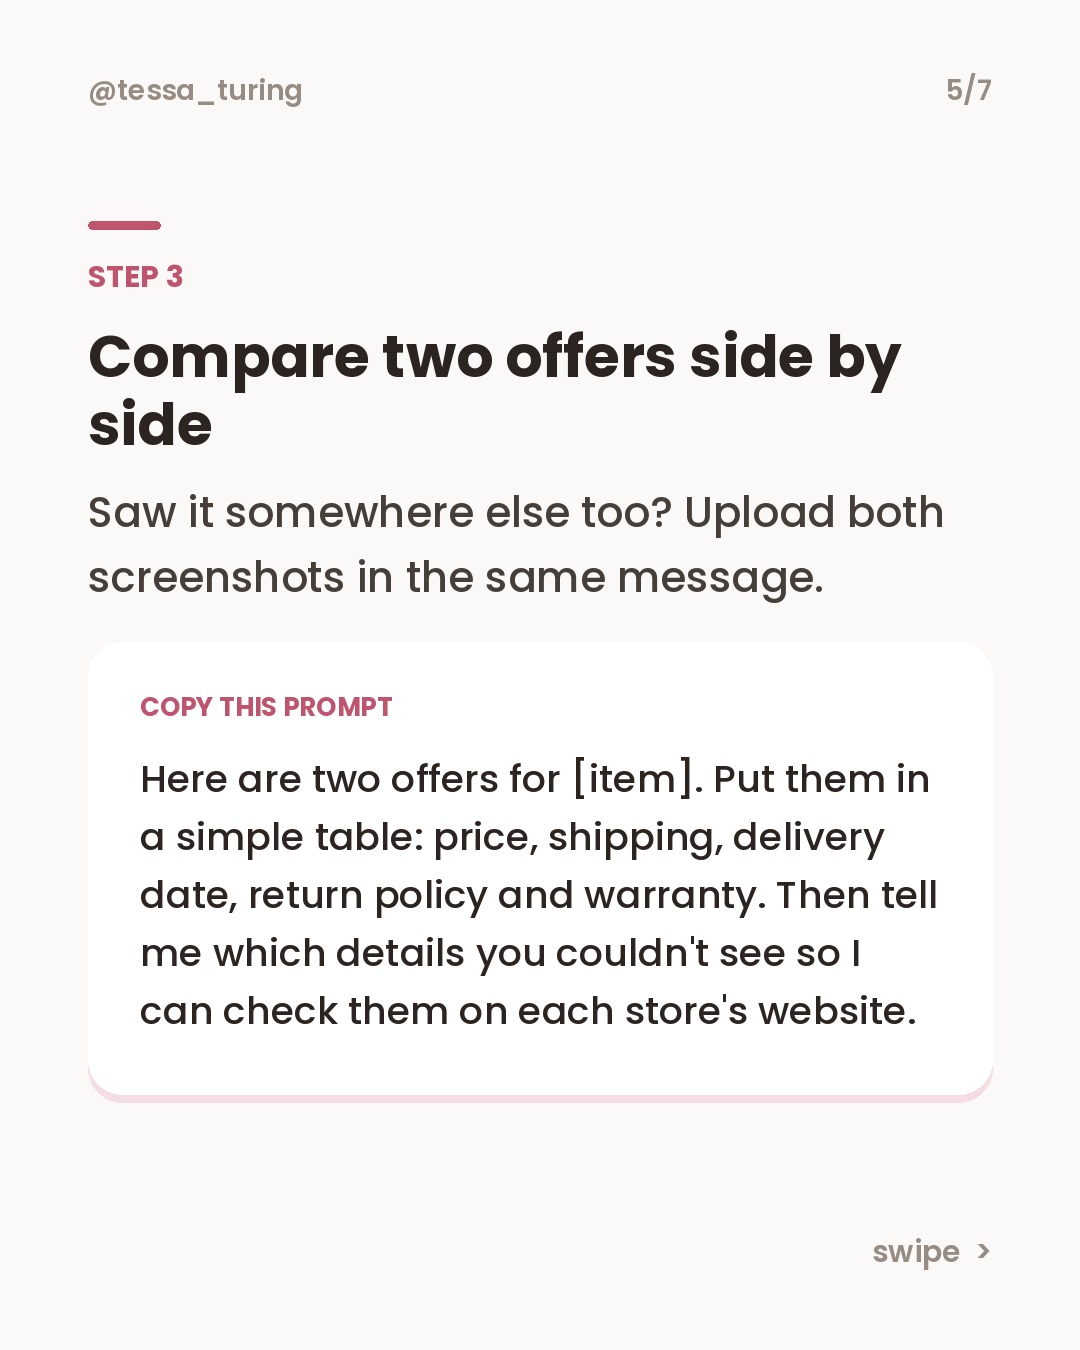 @tessa_turing
5/7
STEP 3
Compare two offers side by
side
Saw it somewhere else too? Upload both
screenshots in the same message.
COPY THIS PROMPT
Here are two offers for [item]. Put them in
a simple table: price, shipping, delivery
date, return policy and warranty. Then tell
me which details you couldn't see so I
can check them on each store's website.
swipe >